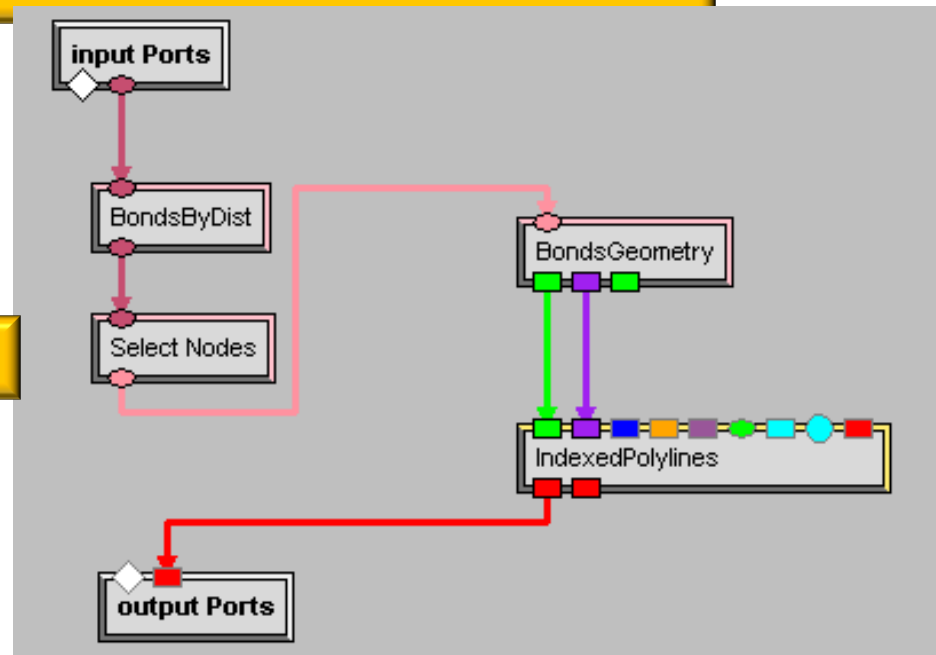 input Ports
BondsByDist
BondsGeometry
Select Nodes
IndexedPolylines
output Ports